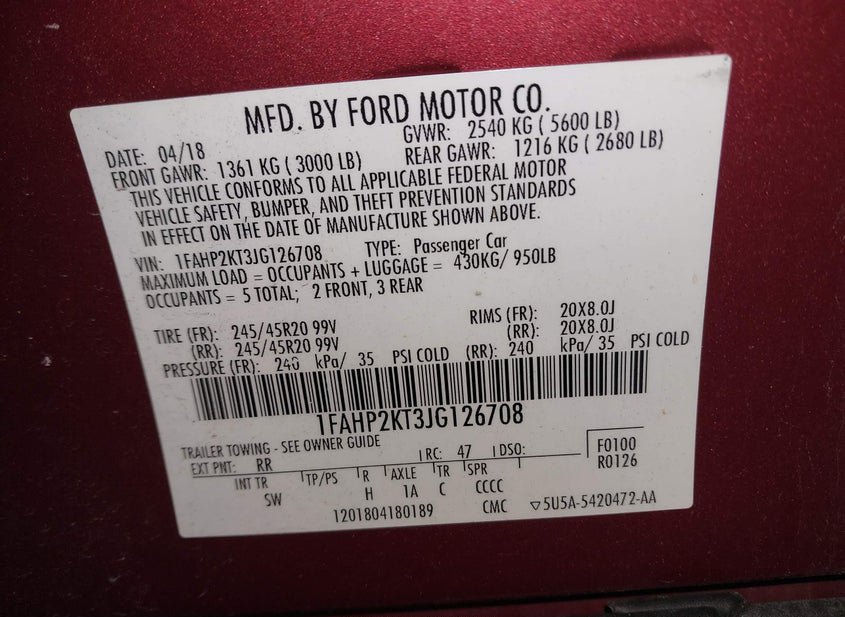 MFD. BY FORD MOTOR CO.
DATE: 04/18 GVWR: 2540 KG ( 5600 LB)
FRONT GAWR: 1361 KG ( 3000 LB) REAR GAWR: 1216 KG ( 2680 LB)
THIS VEHICLE CONFORMS TO ALL APPLICABLE FEDERAL MOTOR
VEHICLE SAFETY, BUMPER, AND THEFT PREVENTION STANDARDS
IN EFFECT ON THE DATE OF MANUFACTURE SHOWN ABOVE.
VIN: 1FAHP2KT3JG126708 TYPE: Passenger Car
MAXIMUM LOAD = OCCUPANTS + LUGGAGE = 430KG/ 950LB
OCCUPANTS = 5 TOTAL; 2 FRONT, 3 REAR
TIRE (FR): 245/45R20 99V RIMS (FR): 20X8.0J
(RR): 245/45R20 99V (RR): 20X8.0J
PRESSURE (FR): 240 kPa/ 35 PSI COLD (RR): 240 kPa/ 35 PSI COLD
1FAHP2KT3JG126708
TRAILER TOWING - SEE OWNER GUIDE
EXT PNT: RR RC: 47 DSO: F0100
R0126
INT TR TP/PS R AXLE TR SPR
SW H 1A C CCCC
1201804180189 CMC ▽5U5A-5420472-AA